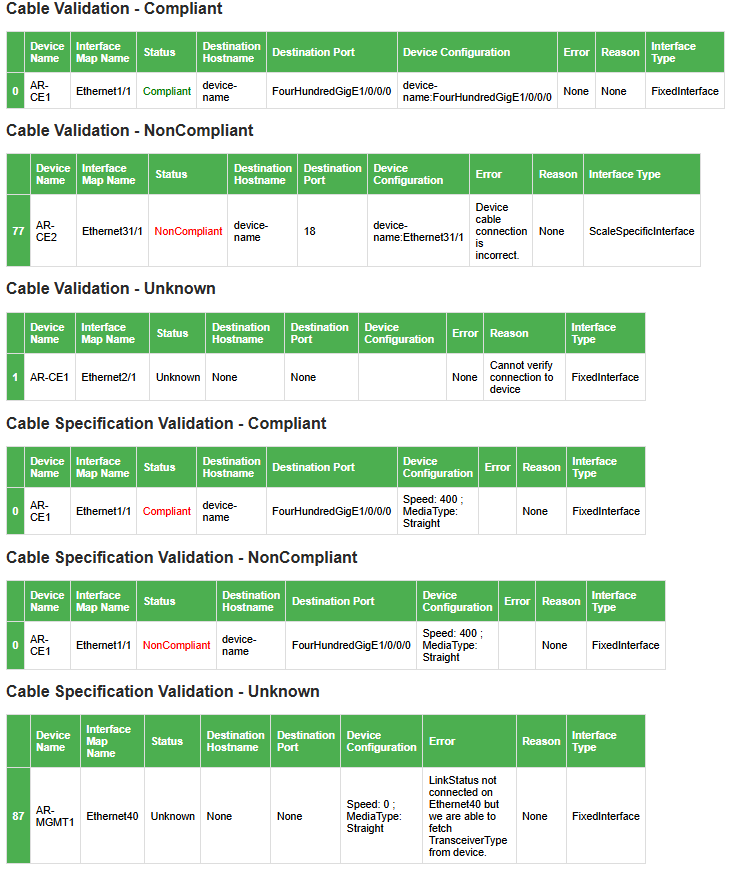 Cable Validation - Compliant
Device Name Interface Map Name Status Destination Hostname Destination Port Device Configuration Error Reason Interface Type
0 AR-CE1 Ethernet1/1 Compliant device-name FourHundredGigE1/0/0/0 device-name:FourHundredGigE1/0/0/0 None None FixedInterface
Cable Validation - NonCompliant
Device Name Interface Map Name Status Destination Hostname Destination Port Device Configuration Error Reason Interface Type
77 AR-CE2 Ethernet31/1 NonCompliant device-name 18 device-name:Ethernet31/1 Device cable connection is incorrect. None ScaleSpecificInterface
Cable Validation - Unknown
Device Name Interface Map Name Status Destination Hostname Destination Port Device Configuration Error Reason Interface Type
1 AR-CE1 Ethernet2/1 Unknown None None None Cannot verify connection to device FixedInterface
Cable Specification Validation - Compliant
Device Name Interface Map Name Status Destination Hostname Destination Port Device Configuration Error Reason Interface Type
0 AR-CE1 Ethernet1/1 Compliant device-name FourHundredGigE1/0/0/0 Speed: 400 ; MediaType: Straight None FixedInterface
Cable Specification Validation - NonCompliant
Device Name Interface Map Name Status Destination Hostname Destination Port Device Configuration Error Reason Interface Type
0 AR-CE1 Ethernet1/1 NonCompliant device-name FourHundredGigE1/0/0/0 Speed: 400 ; MediaType: Straight None FixedInterface
Cable Specification Validation - Unknown
Device Name Interface Map Name Status Destination Hostname Destination Port Device Configuration Error Reason Interface Type
87 AR-MGMT1 Ethernet40 Unknown None None Speed: 0 ; MediaType: Straight LinkStatus not connected on Ethernet40 but we are able to fetch TransceiverType from device. None FixedInterface